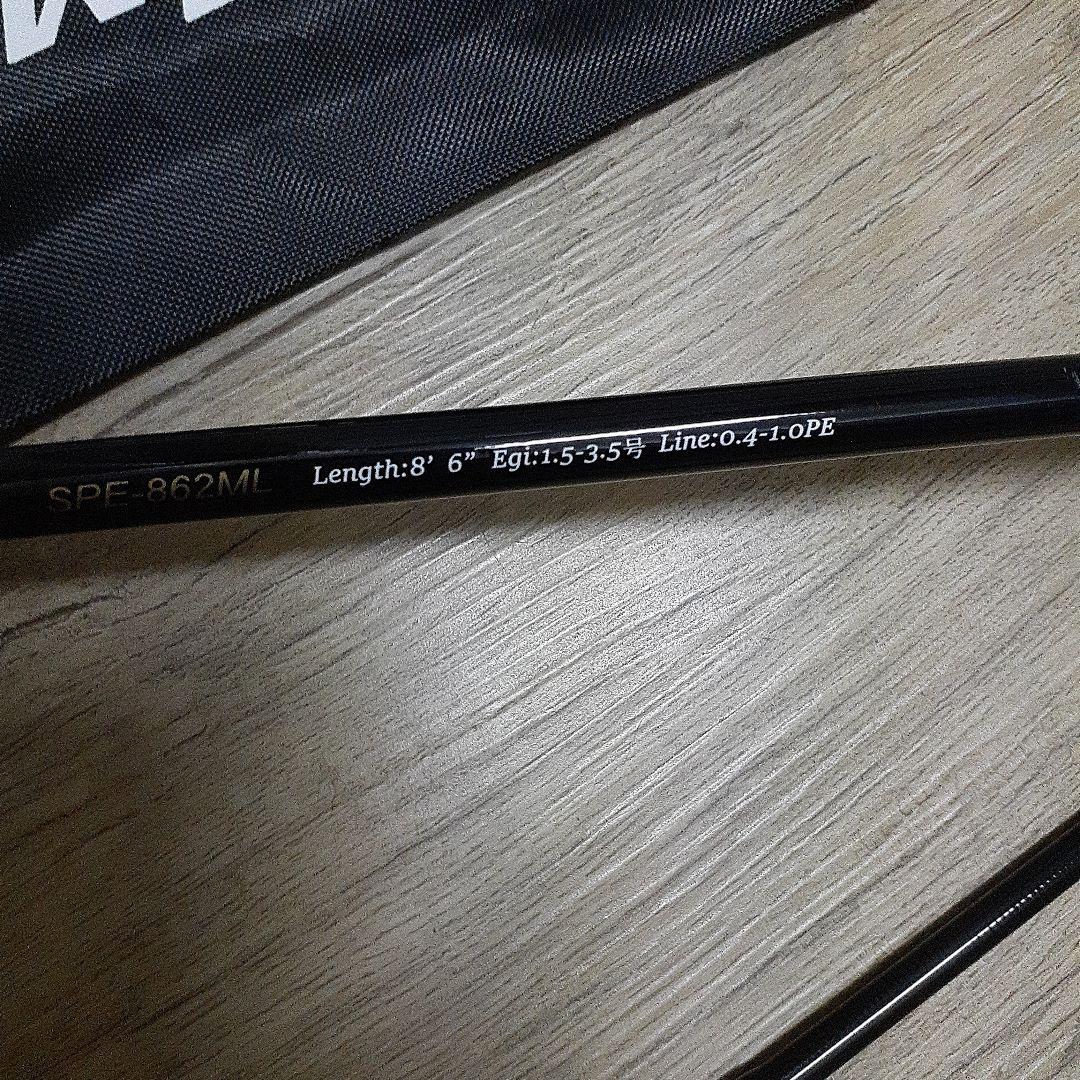 SPE-862ML Length:8' 6” Egi:1.5-3.5号 Line:0.4-1.0PE